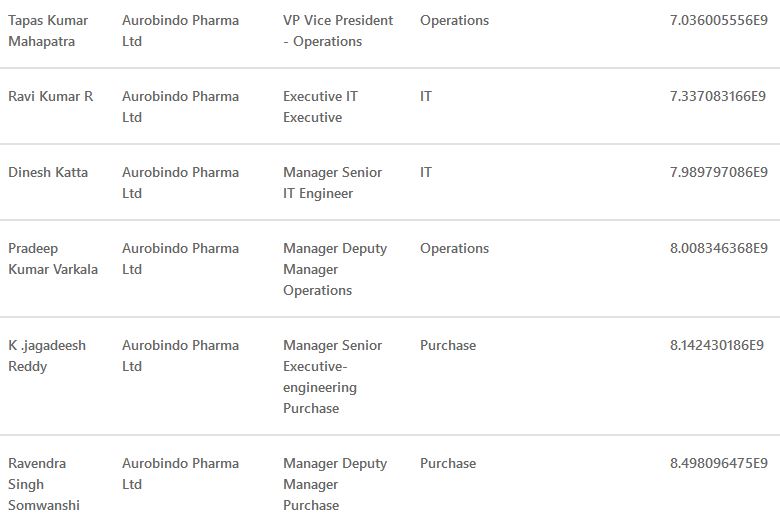 Tapas Kumar Mahapatra Aurobindo Pharma Ltd VP Vice President - Operations Operations 7.036005556E9
Ravi Kumar R Aurobindo Pharma Ltd Executive IT Executive IT 7.337083166E9
Dinesh Katta Aurobindo Pharma Ltd Manager Senior IT Engineer IT 7.989797086E9
Pradeep Kumar Varkala Aurobindo Pharma Ltd Manager Deputy Manager Operations Operations 8.008346368E9
K .jagadeesh Reddy Aurobindo Pharma Ltd Manager Senior Executive-engineering Purchase Purchase 8.142430186E9
Ravendra Singh Somwanshi Aurobindo Pharma Ltd Manager Deputy Manager Purchase Purchase 8.498096475E9